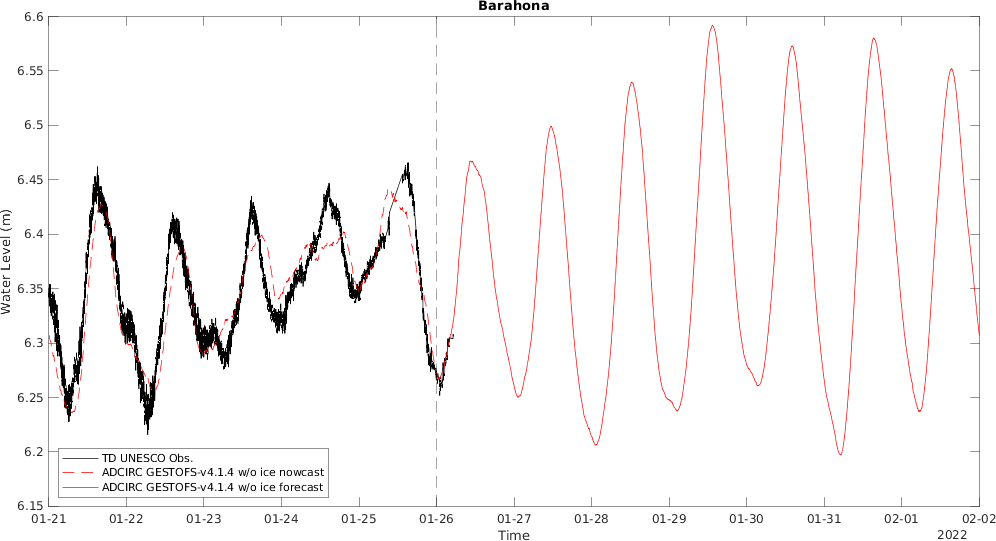 Barahona
6.6
6.55
6.5
6.45
6.4
6.35
6.3
6.25
6.2
6.15
Water Level (m)
TD UNESCO Obs.
ADCIRC GESTOFS-v4.1.4 w/o ice nowcast
ADCIRC GESTOFS-v4.1.4 w/o ice forecast
01-21 01-22 01-23 01-24 01-25 01-26 01-27 01-28 01-29 01-30 01-31 02-01 02-02
Time
2022